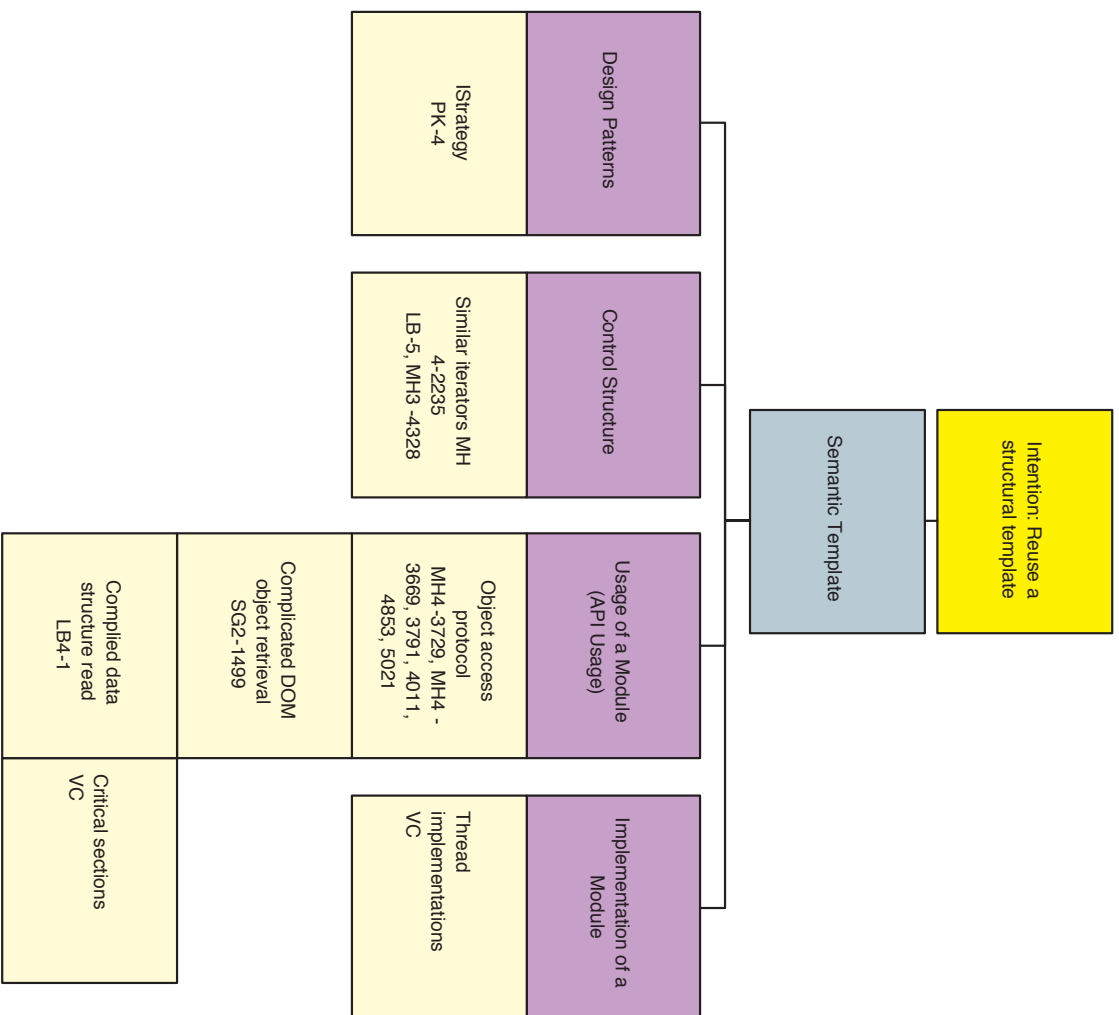 Intention: Reuse a
structural template
Semantic Template
Design Patterns
IStrategy
PK-4
Control Structure
Similar iterators MH
4-2235
LB-5, MH3 -4328
Usage of a Module
(API Usage)
Object access
protocol
MH4 -3729, MH4 -
3669, 3791, 4011,
4853, 5021
Complicated DOM
object retrieval
SG2-1499
Complied data
structure read
LB4-1
Critical sections
VC
Implementation of a
Module
Thread
implementations
VC